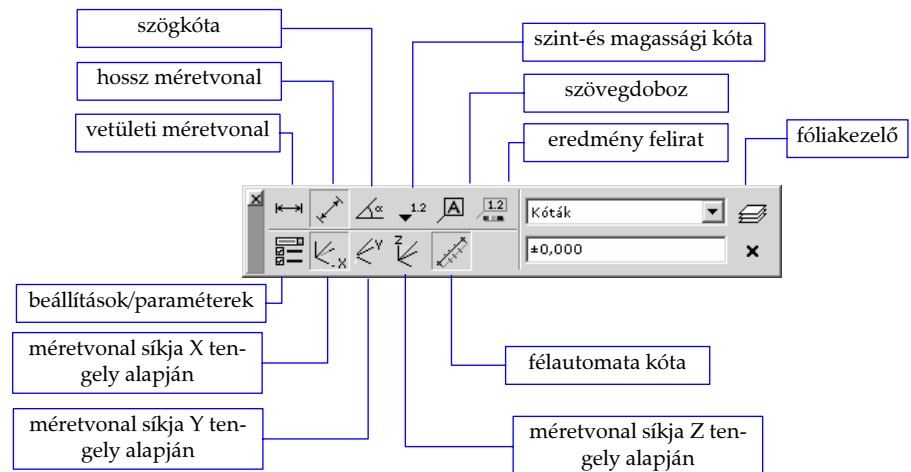 szögkóta
szint-és magassági kóta
hossz méretvonal
szövegdoboz
vetületi méretvonal
eredmény felirat
fóliakezelő
α
1.2
A
1.2
Kóták
X
Y
Z
±0,000
beállítások/paraméterek
méretvonal síkja X ten-
gely alapján
félautomata kóta
méretvonal síkja Y ten-
gely alapján
méretvonal síkja Z ten-
gely alapján